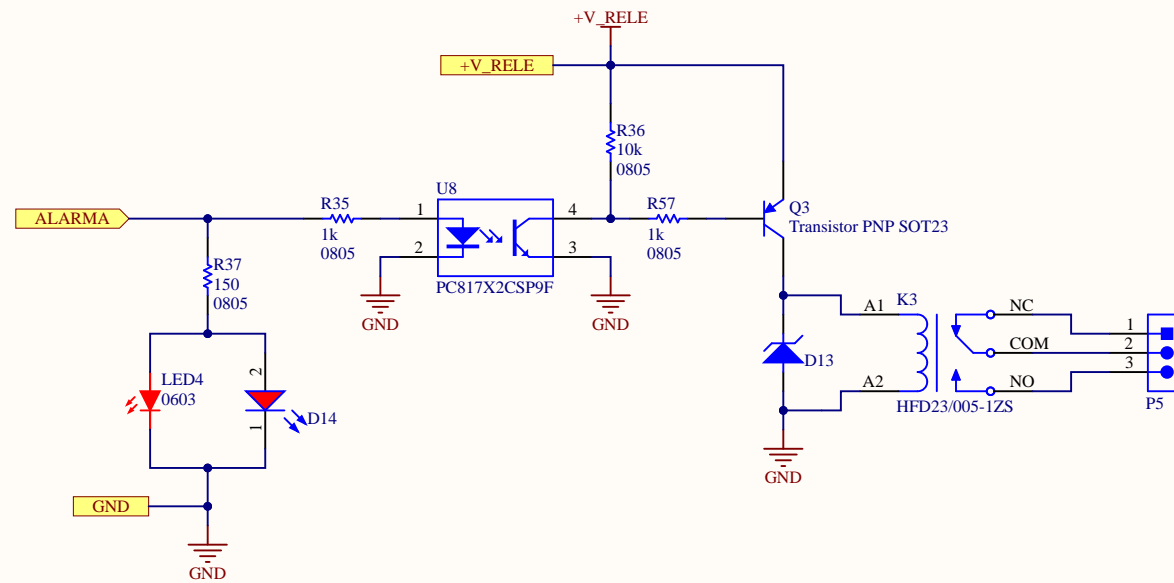 +V_RELE
+V_RELE
R36
10k
0805
U8
ALARMA
R35
1k
0805
1
2
4
3
R57
1k
0805
Q3
Transistor PNP SOT23
PC817X2CSP9F
GND
GND
R37
150
0805
LED4
0603
2
1
D14
GND
GND
D13
GND
A1
A2
K3
HFD23/005-1ZS
NC
COM
NO
1
2
3
P5